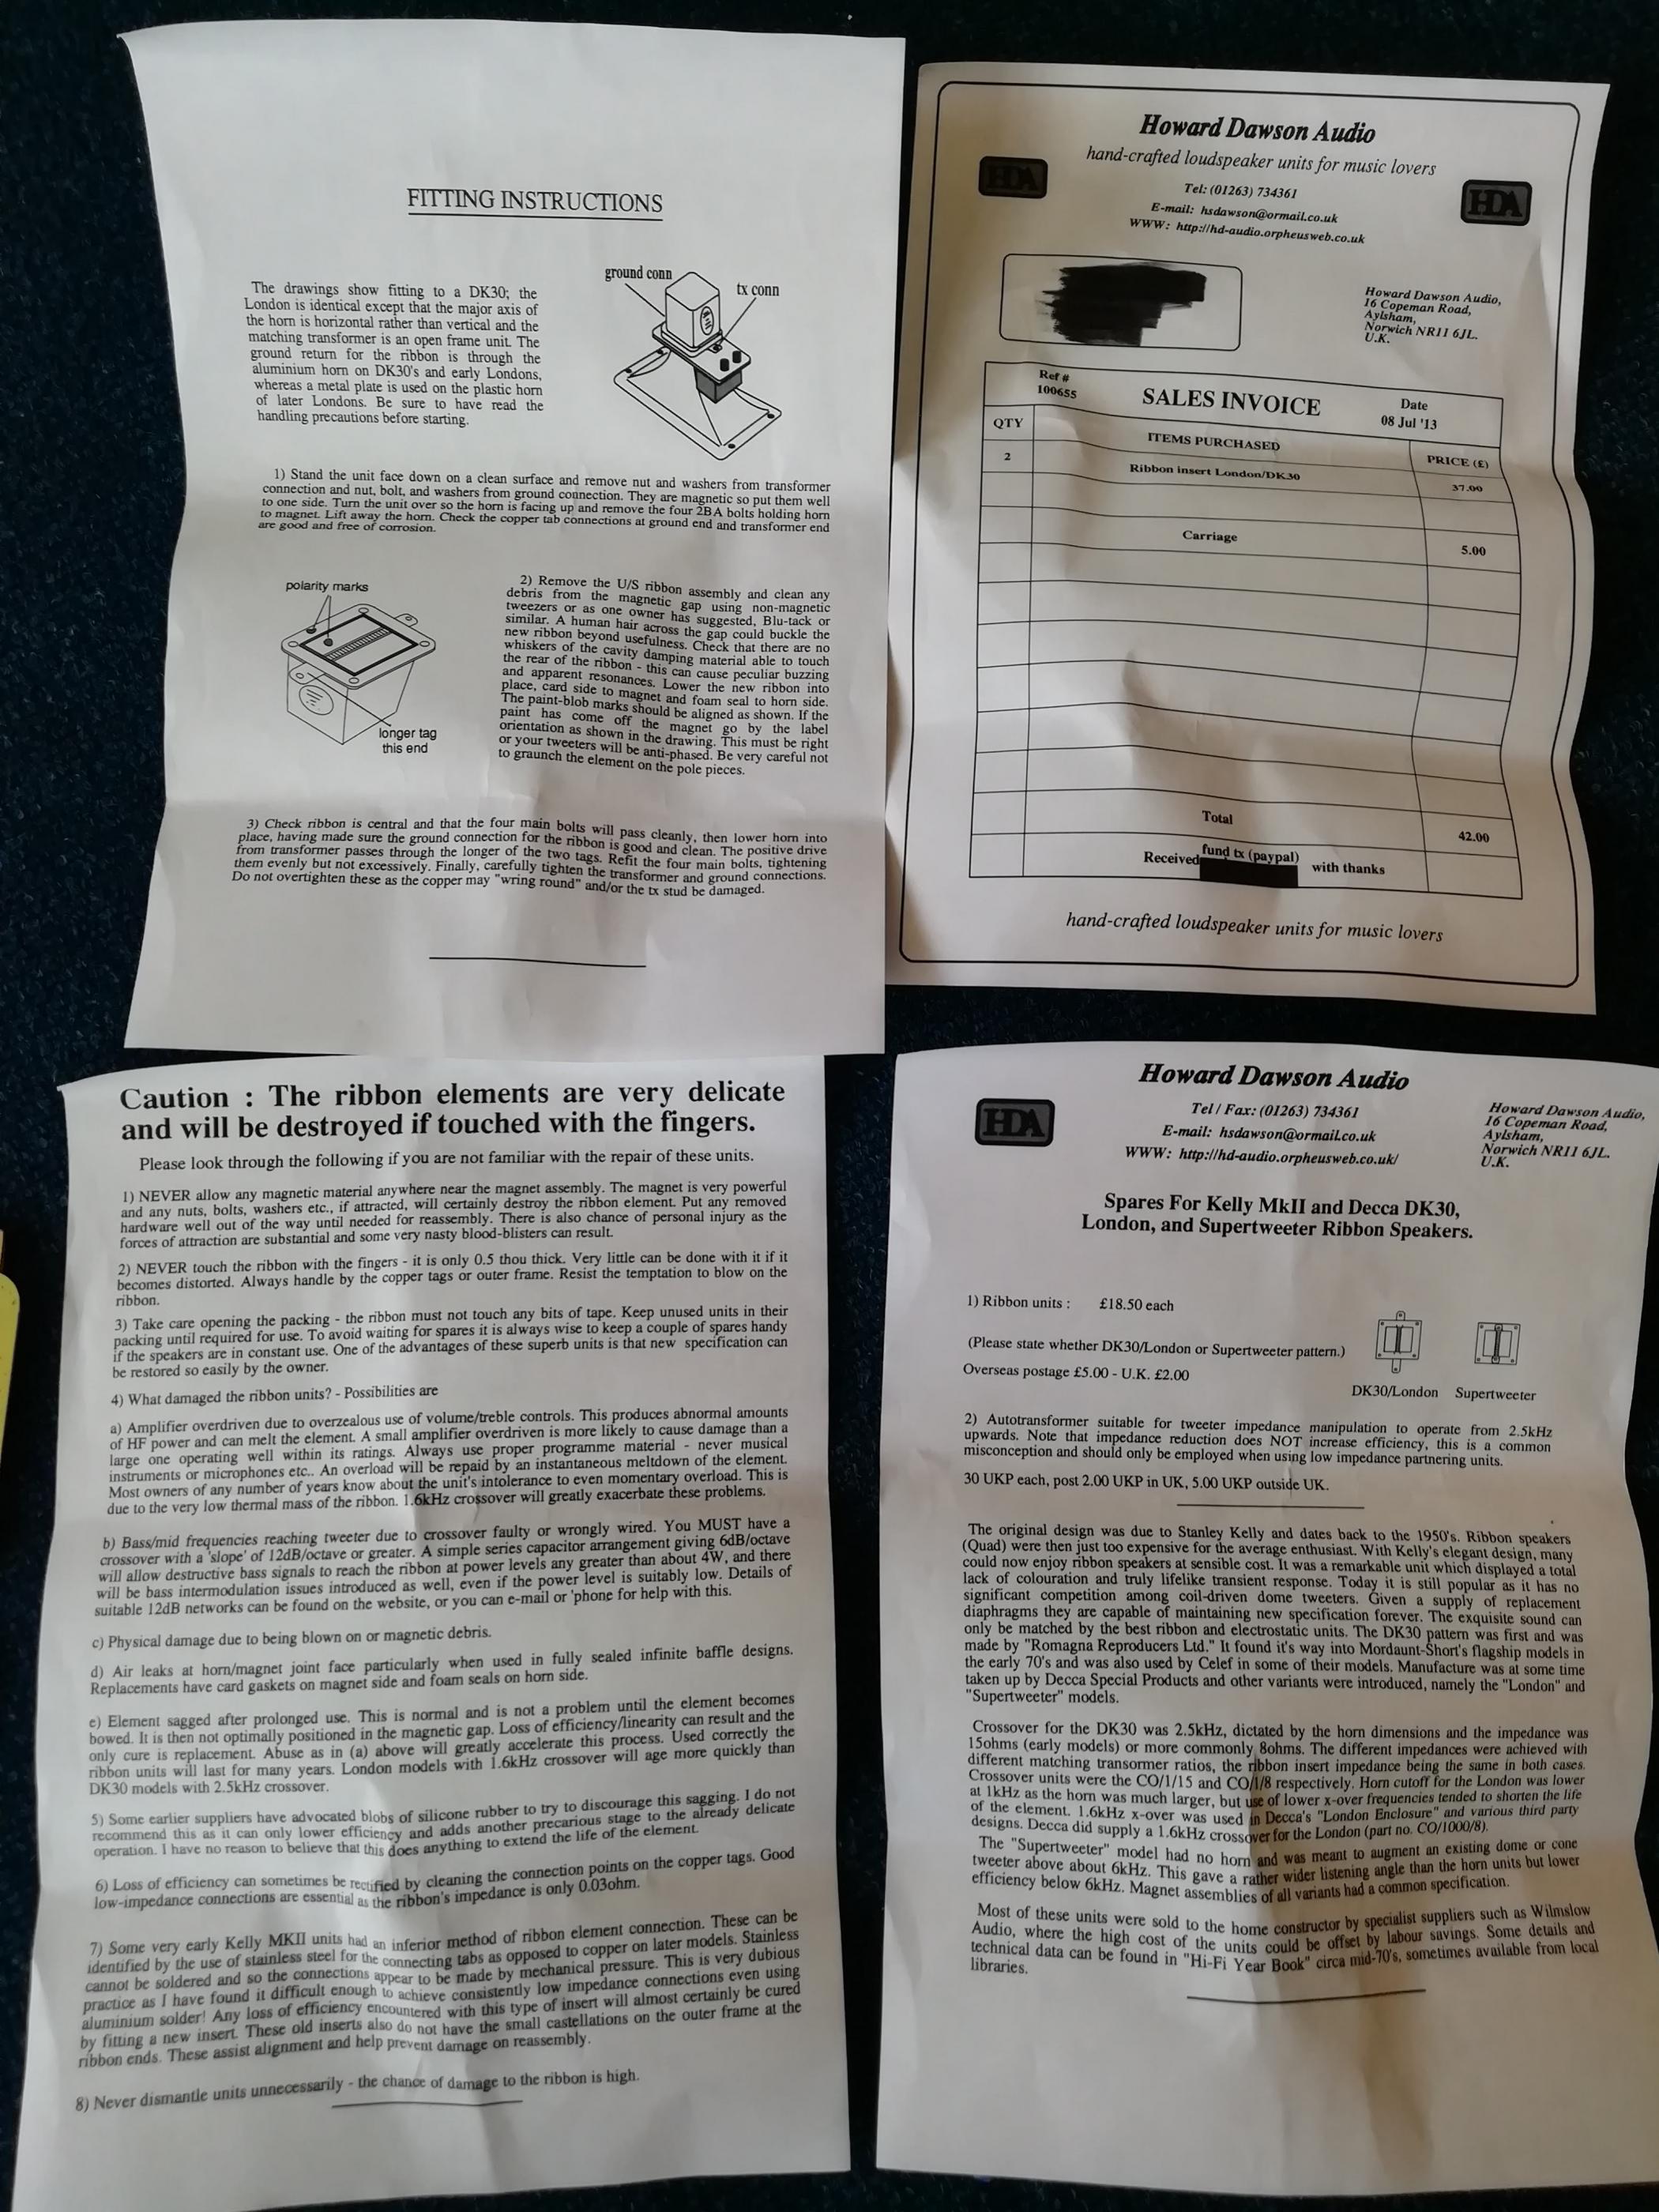 FITTING INSTRUCTIONS
The drawings show fitting to a DK30; the
London is identical except that the major axis of
the horn is horizontal rather than vertical and the
matching transformer is an open frame unit. The
ground return for the ribbon is through the
aluminium horn on DK30's and early Londons,
whereas a metal plate is used on the plastic horn
of later Londons. Be sure to have read the
handling precautions before starting.
ground conn
tx conn
1) Stand the unit face down on a clean surface and remove nut and washers from transformer
connection and nut, bolt, and washers from ground connection. They are magnetic so put them well
to one side. Turn the unit over so the horn is facing up and remove the four 2BA bolts holding horn
to magnet. Lift away the horn. Check the copper tab connections at ground end and transformer end
are good and free of corrosion.
polarity marks
longer tag
this end
2) Remove the U/S ribbon assembly and clean any
debris from the magnetic gap using non-magnetic
tweezers or as one owner has suggested, Blu-tack or
similar. A human hair across the gap could buckle the
new ribbon beyond usefulness. Check that there are no
whiskers of the cavity damping material able to touch
the rear of the ribbon - this can cause peculiar buzzing
and apparent resonances. Lower the new ribbon into
place, card side to magnet and foam seal to horn side.
The paint-blob marks should be aligned as shown. If the
paint has come off the magnet go by the label
orientation as shown in the drawing. This must be right
or your tweeters will be anti-phased. Be very careful not
to graunch the element on the pole pieces.
3) Check ribbon is central and that the four main bolts will pass cleanly, then lower horn into
place, having made sure the ground connection for the ribbon is good and clean. The positive drive
from transformer passes through the longer of the two tags. Refit the four main bolts, tightening
them evenly but not excessively. Finally, carefully tighten the transformer and ground connections.
Do not overtighten these as the copper may "wring round" and/or the tx stud be damaged.
Howard Dawson Audio
hand-crafted loudspeaker units for music lovers
HDA
HDA
Tel: (01263) 734361
E-mail: hsdawson@ormail.co.uk
WWW: http://hd-audio.orpheusweb.co.uk
Howard Dawson Audio,
16 Copeman Road,
Aylsham,
Norwich NR11 6JL.
U.K.
Ref #
100655
SALES INVOICE
Date
08 Jul '13
QTY
ITEMS PURCHASED
PRICE (£)
2
Ribbon insert London/DK30
37.00
Carriage
5.00
Total
42.00
fund tx (paypal)
Received
with thanks
hand-crafted loudspeaker units for music lovers
Caution : The ribbon elements are very delicate
and will be destroyed if touched with the fingers.
Please look through the following if you are not familiar with the repair of these units.
1) NEVER allow any magnetic material anywhere near the magnet assembly. The magnet is very powerful
and any nuts, bolts, washers etc., if attracted, will certainly destroy the ribbon element. Put any removed
hardware well out of the way until needed for reassembly. There is also chance of personal injury as the
forces of attraction are substantial and some very nasty blood-blisters can result.
2) NEVER touch the ribbon with the fingers - it is only 0.5 thou thick. Very little can be done with it if it
becomes distorted. Always handle by the copper tags or outer frame. Resist the temptation to blow on the
ribbon.
3) Take care opening the packing - the ribbon must not touch any bits of tape. Keep unused units in their
packing until required for use. To avoid waiting for spares it is always wise to keep a couple of spares handy
if the speakers are in constant use. One of the advantages of these superb units is that new specification can
be restored so easily by the owner.
4) What damaged the ribbon units? - Possibilities are
a) Amplifier overdriven due to overzealous use of volume/treble controls. This produces abnormal amounts
of HF power and can melt the element. A small amplifier overdriven is more likely to cause damage than a
large one operating well within its ratings. Always use proper programme material - never musical
instruments or microphones etc.. An overload will be repaid by an instantaneous meltdown of the element.
Most owners of any number of years know about the unit's intolerance to even momentary overload. This is
due to the very low thermal mass of the ribbon. 1.6kHz crossover will greatly exacerbate these problems.
b) Bass/mid frequencies reaching tweeter due to crossover faulty or wrongly wired. You MUST have a
crossover with a 'slope' of 12dB/octave or greater. A simple series capacitor arrangement giving 6dB/octave
will allow destructive bass signals to reach the ribbon at power levels any greater than about 4W, and there
will be bass intermodulation issues introduced as well, even if the power level is suitably low. Details of
suitable 12dB networks can be found on the website, or you can e-mail or 'phone for help with this.
c) Physical damage due to being blown on or magnetic debris.
d) Air leaks at horn/magnet joint face particularly when used in fully sealed infinite baffle designs.
Replacements have card gaskets on magnet side and foam seals on horn side.
e) Element sagged after prolonged use. This is normal and is not a problem until the element becomes
bowed. It is then not optimally positioned in the magnetic gap. Loss of efficiency/linearity can result and the
only cure is replacement. Abuse as in (a) above will greatly accelerate this process. Used correctly the
ribbon units will last for many years. London models with 1.6kHz crossover will age more quickly than
DK30 models with 2.5kHz crossover.
5) Some earlier suppliers have advocated blobs of silicone rubber to try to discourage this sagging. I do not
recommend this as it can only lower efficiency and adds another precarious stage to the already delicate
operation. I have no reason to believe that this does anything to extend the life of the element.
6) Loss of efficiency can sometimes be rectified by cleaning the connection points on the copper tags. Good
low-impedance connections are essential as the ribbon's impedance is only 0.03ohm.
7) Some very early Kelly MKII units had an inferior method of ribbon element connection. These can be
identified by the use of stainless steel for the connecting tabs as opposed to copper on later models. Stainless
cannot be soldered and so the connections appear to be made by mechanical pressure. This is very dubious
practice as I have found it difficult enough to achieve consistently low impedance connections even using
aluminium solder! Any loss of efficiency encountered with this type of insert will almost certainly be cured
by fitting a new insert. These old inserts also do not have the small castellations on the outer frame at the
ribbon ends. These assist alignment and help prevent damage on reassembly.
8) Never dismantle units unnecessarily - the chance of damage to the ribbon is high.
Howard Dawson Audio
HDA
Tel / Fax: (01263) 734361
E-mail: hsdawson@ormail.co.uk
WWW: http://hd-audio.orpheusweb.co.uk/
Howard Dawson Audio,
16 Copeman Road,
Aylsham,
Norwich NR11 6JL.
U.K.
Spares For Kelly MkII and Decca DK30,
London, and Supertweeter Ribbon Speakers.
1) Ribbon units : £18.50 each
(Please state whether DK30/London or Supertweeter pattern.)
Overseas postage £5.00 - U.K. £2.00
DK30/London Supertweeter
2) Autotransformer suitable for tweeter impedance manipulation to operate from 2.5kHz
upwards. Note that impedance reduction does NOT increase efficiency, this is a common
misconception and should only be employed when using low impedance partnering units.
30 UKP each, post 2.00 UKP in UK, 5.00 UKP outside UK.
The original design was due to Stanley Kelly and dates back to the 1950's. Ribbon speakers
(Quad) were then just too expensive for the average enthusiast. With Kelly's elegant design, many
could now enjoy ribbon speakers at sensible cost. It was a remarkable unit which displayed a total
lack of colouration and truly lifelike transient response. Today it is still popular as it has no
significant competition among coil-driven dome tweeters. Given a supply of replacement
diaphragms they are capable of maintaining new specification forever. The exquisite sound can
only be matched by the best ribbon and electrostatic units. The DK30 pattern was first and was
made by "Romagna Reproducers Ltd." It found it's way into Mordaunt-Short's flagship models in
the early 70's and was also used by Celef in some of their models. Manufacture was at some time
taken up by Decca Special Products and other variants were introduced, namely the "London" and
"Supertweeter" models.
Crossover for the DK30 was 2.5kHz, dictated by the horn dimensions and the impedance was
15ohms (early models) or more commonly 8ohms. The different impedances were achieved with
different matching transormer ratios, the ribbon insert impedance being the same in both cases.
Crossover units were the CO/1/15 and CO/1/8 respectively. Horn cutoff for the London was lower
at 1kHz as the horn was much larger, but use of lower x-over frequencies tended to shorten the life
of the element. 1.6kHz x-over was used in Decca's "London Enclosure" and various third party
designs. Decca did supply a 1.6kHz crossover for the London (part no. CO/1000/8).
The "Supertweeter" model had no horn and was meant to augment an existing dome or cone
tweeter above about 6kHz. This gave a rather wider listening angle than the horn units but lower
efficiency below 6kHz. Magnet assemblies of all variants had a common specification.
Most of these units were sold to the home constructor by specialist suppliers such as Wilmslow
Audio, where the high cost of the units could be offset by labour savings. Some details and
technical data can be found in "Hi-Fi Year Book" circa mid-70's, sometimes available from local
libraries.